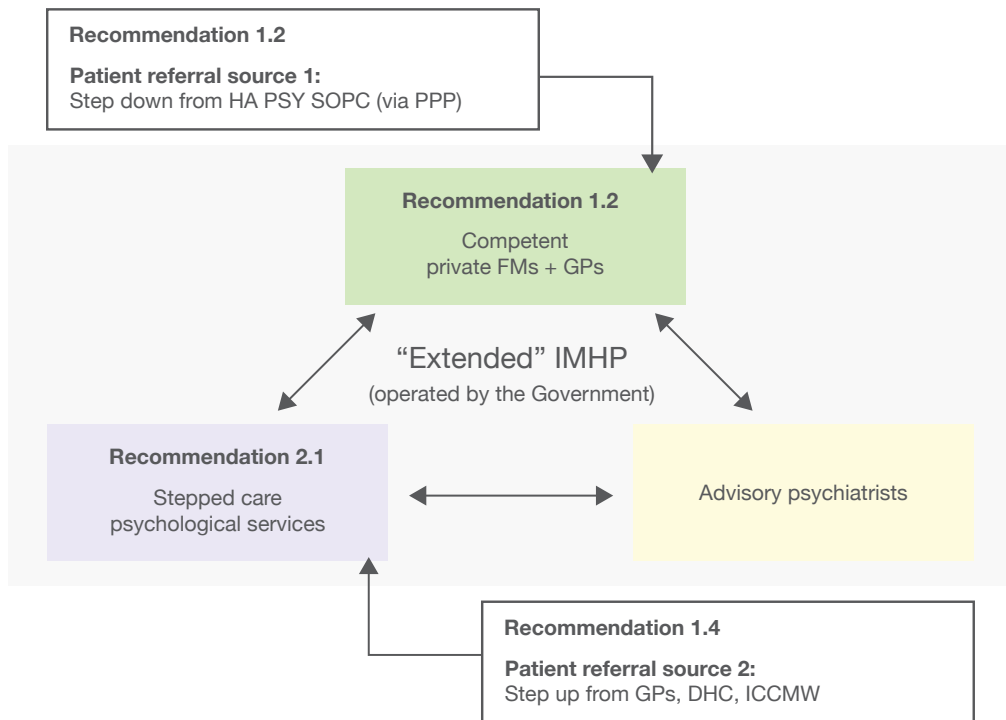 Recommendation 1.2
Patient referral source 1:
Step down from HA PSY SOPC (via PPP)
Recommendation 1.2
Competent
private FMs + GPs
“Extended” IMHP
(operated by the Government)
Recommendation 2.1
Stepped care
psychological services
Advisory psychiatrists
Recommendation 1.4
Patient referral source 2:
Step up from GPs, DHC, ICCMW